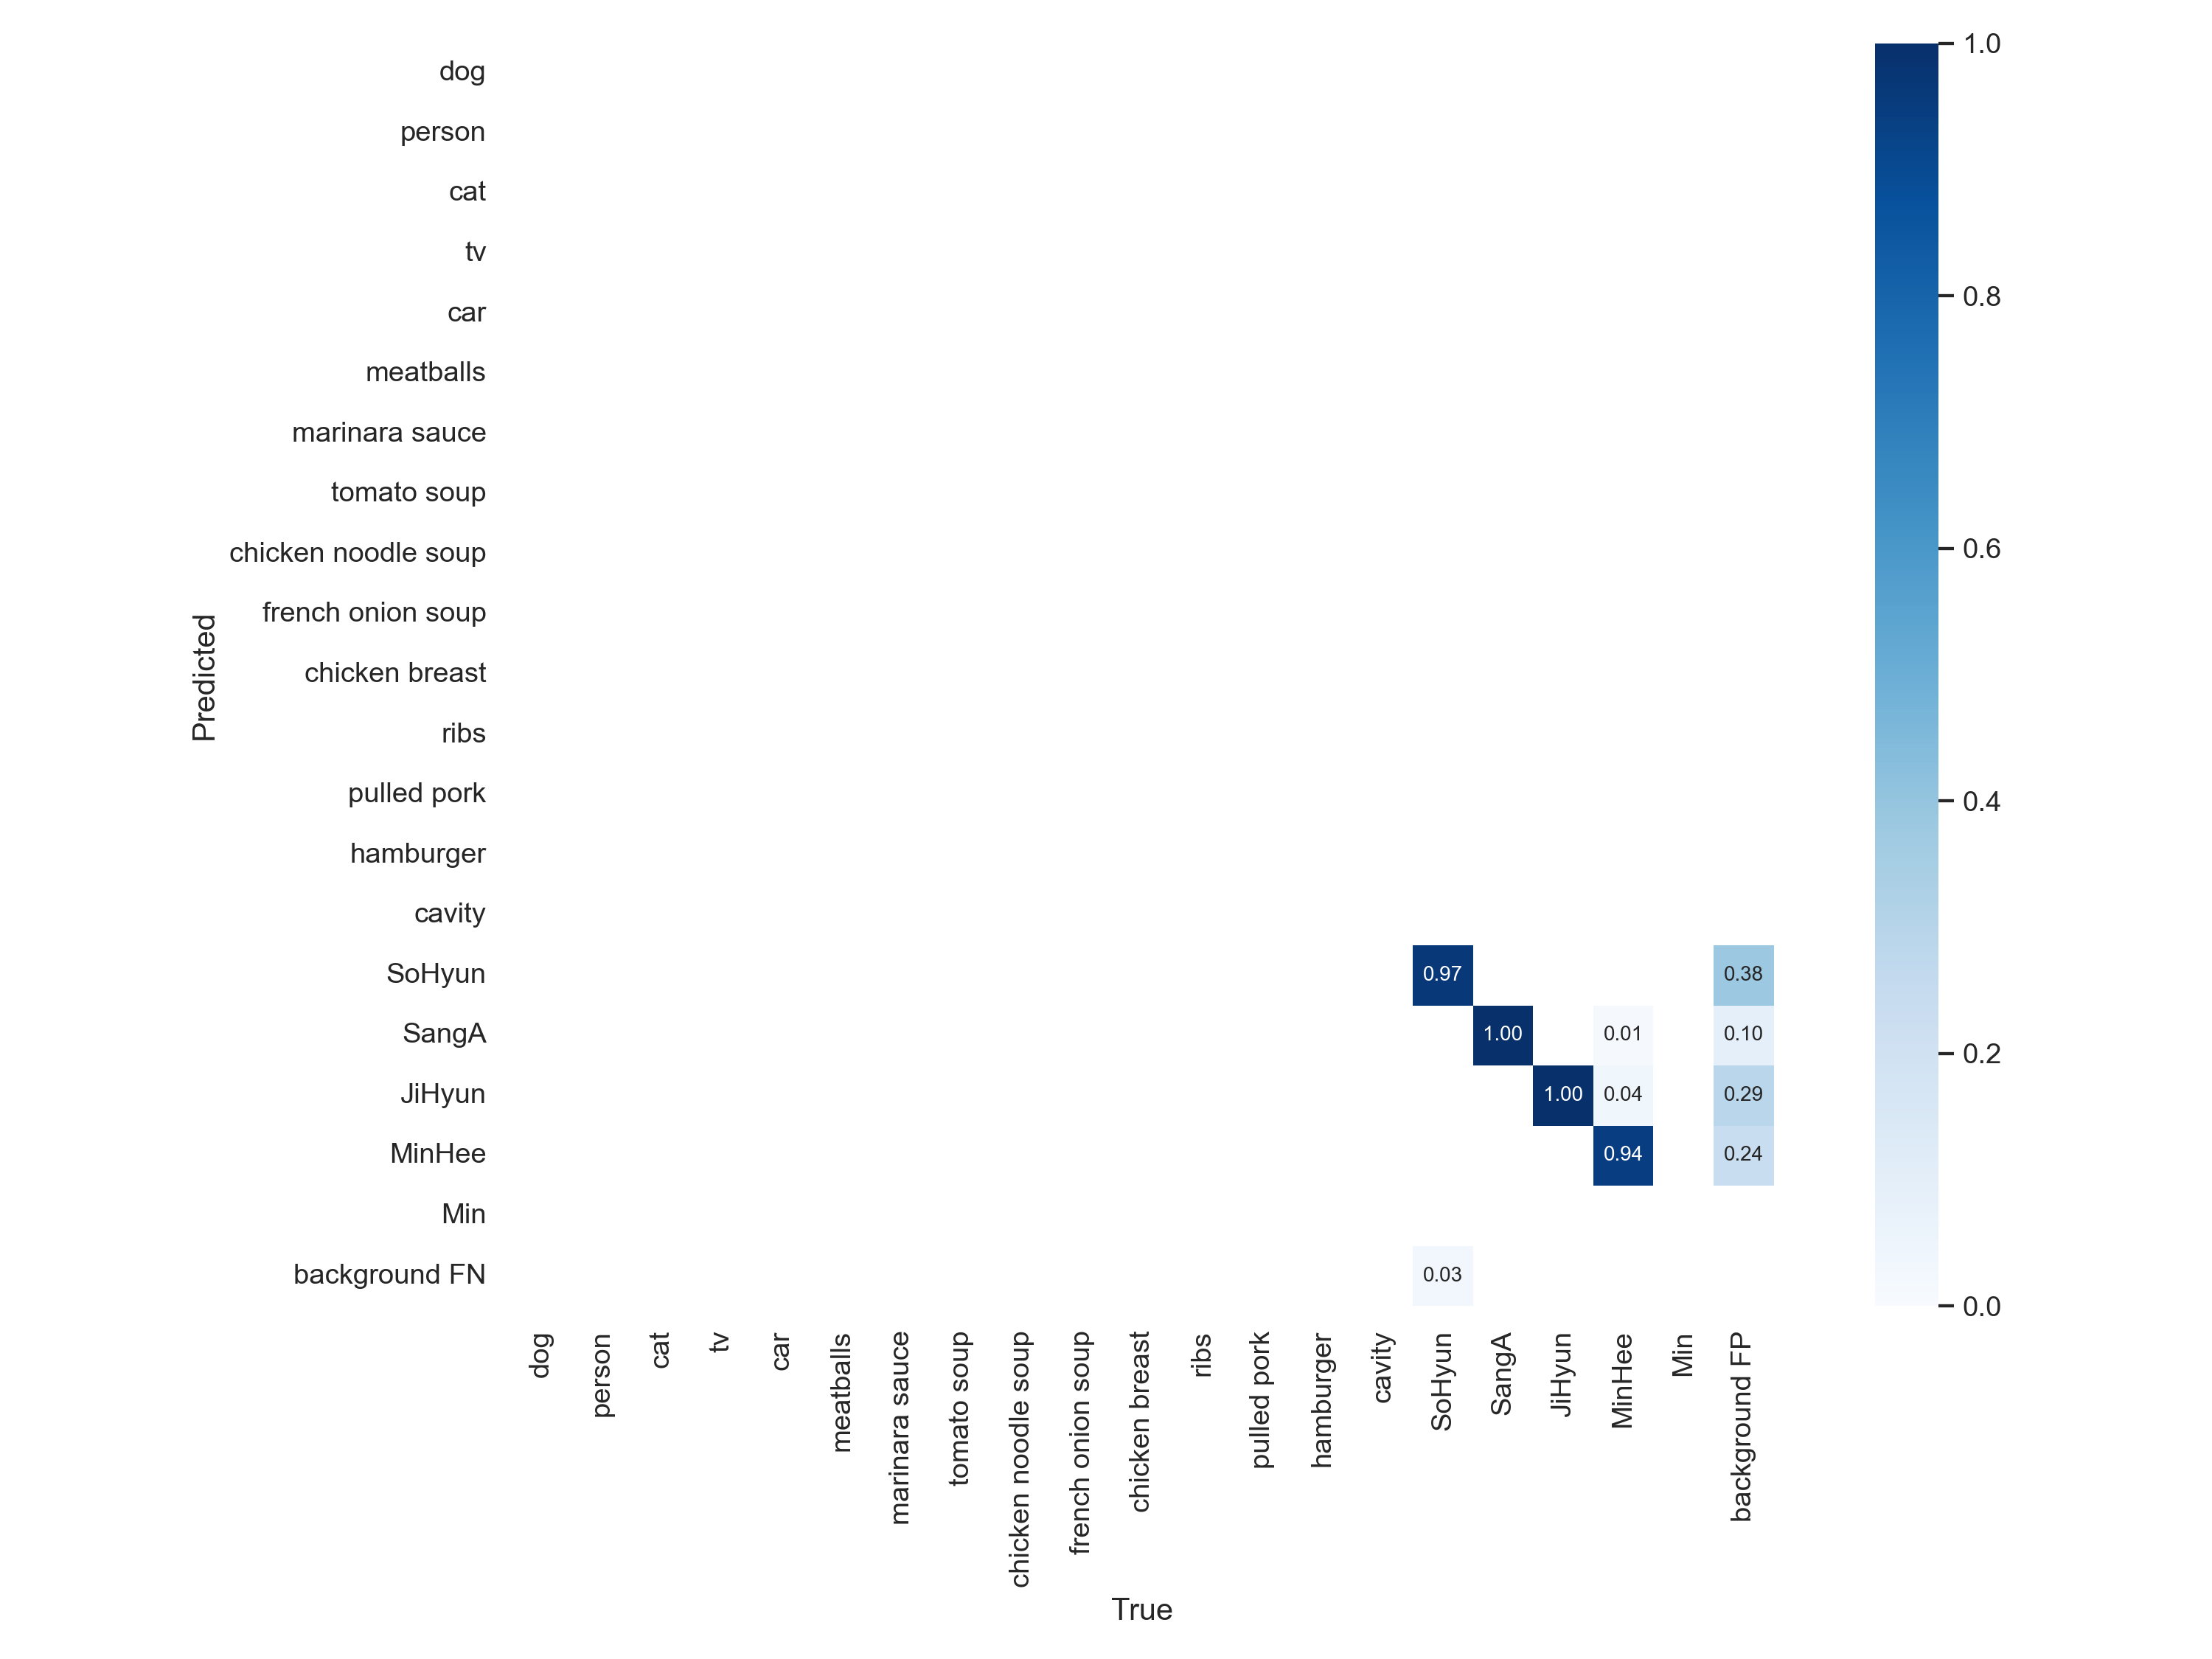 dog
person
cat
tv
car
meatballs
marinara sauce
tomato soup
chicken noodle soup
french onion soup
chicken breast
ribs
pulled pork
hamburger
cavity
SoHyun
SangA
JiHyun
MinHee
Min
background FN
Predicted
0.97
0.38
1.00
0.01
0.10
1.00
0.04
0.29
0.94
0.24
0.03
dog
person
cat
tv
car
meatballs
marinara sauce
tomato soup
chicken noodle soup
french onion soup
chicken breast
ribs
pulled pork
hamburger
cavity
SoHyun
SangA
JiHyun
MinHee
Min
background FP
True
1.0
0.8
0.6
0.4
0.2
0.0